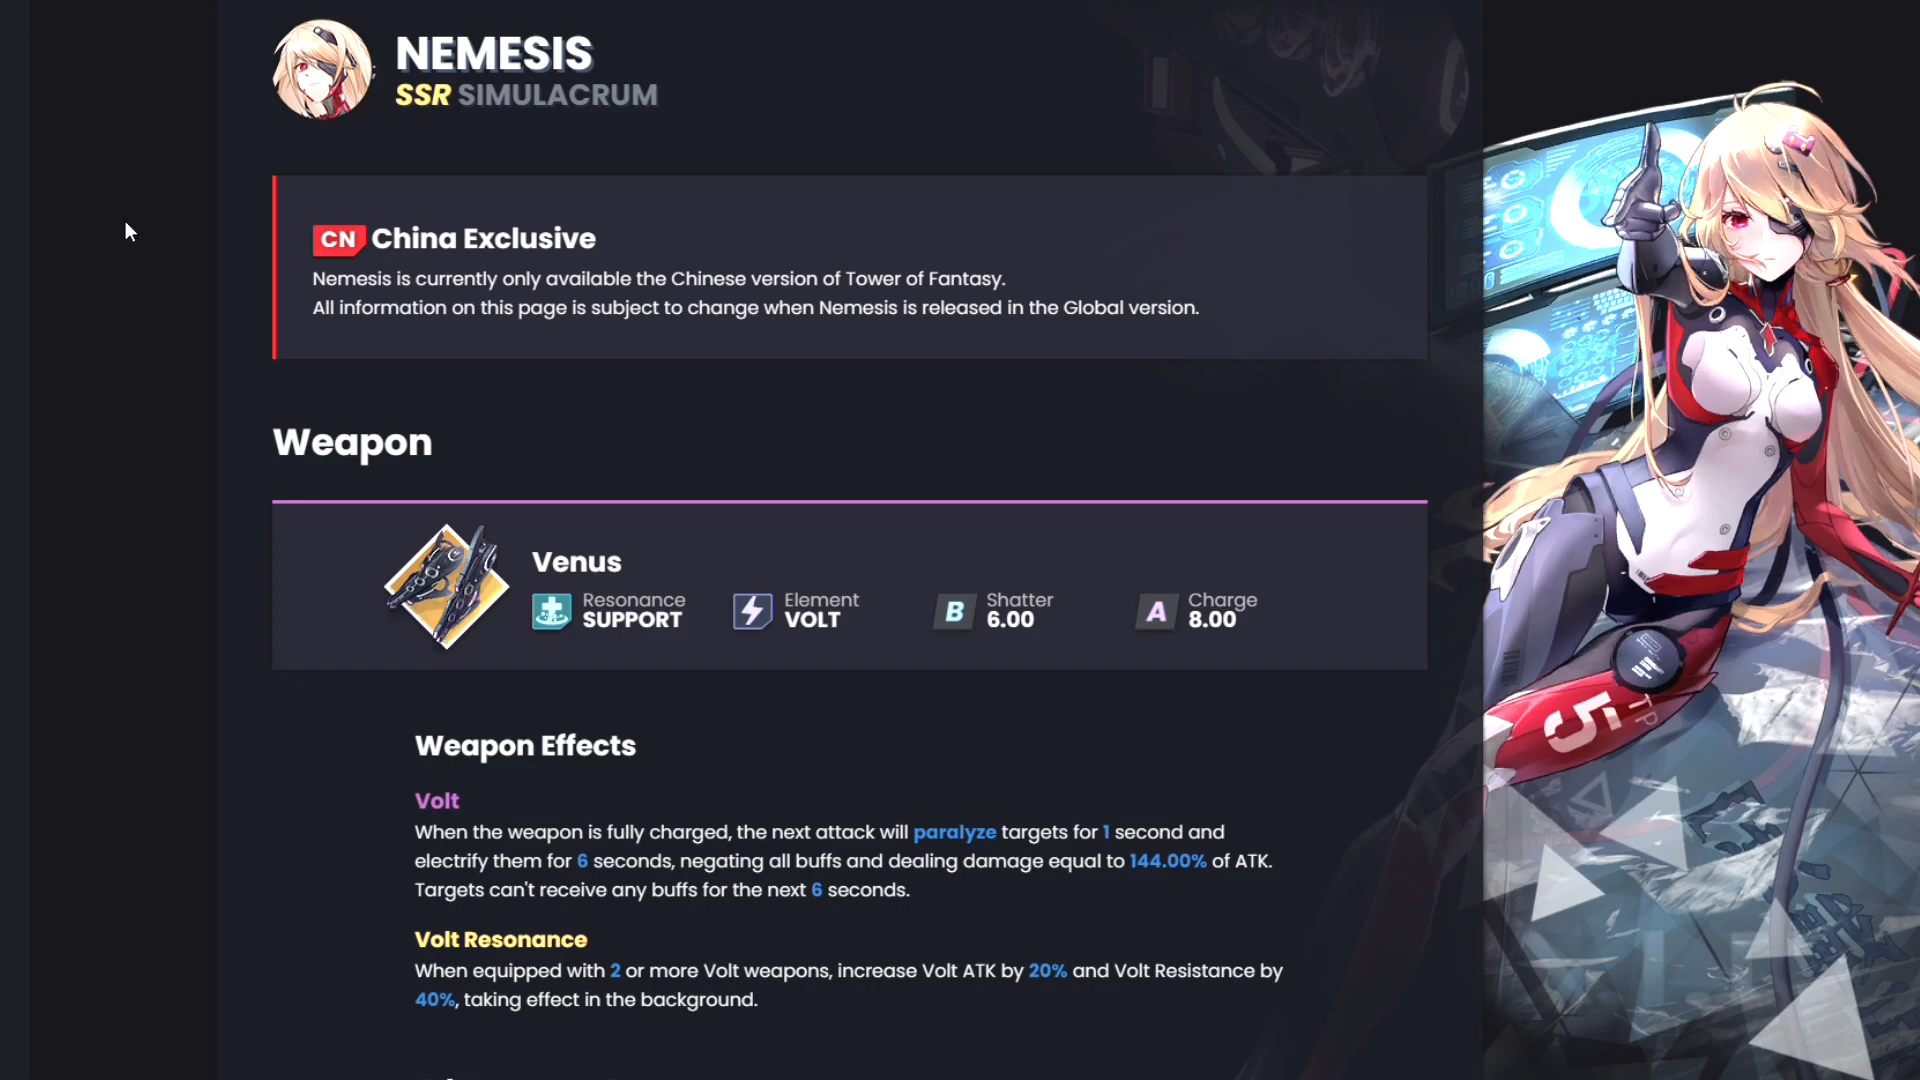 NEMESIS
SSR SIMULACRUM
CN China Exclusive
Nemesis is currently only available the Chinese version of Tower of Fantasy.
All information on this page is subject to change when Nemesis is released in the Global version.
Weapon
Venus
Resonance
SUPPORT
Element
VOLT
B
Shatter
6.00
A
Charge
8.00
Weapon Effects
Volt
When the weapon is fully charged, the next attack will paralyze targets for 1 second and
electrify them for 6 seconds, negating all buffs and dealing damage equal to 144.00% of ATK.
Targets can't receive any buffs for the next 6 seconds.
Volt Resonance
When equipped with 2 or more Volt weapons, increase Volt ATK by 20% and Volt Resistance by
40%, taking effect in the background.
5
TP